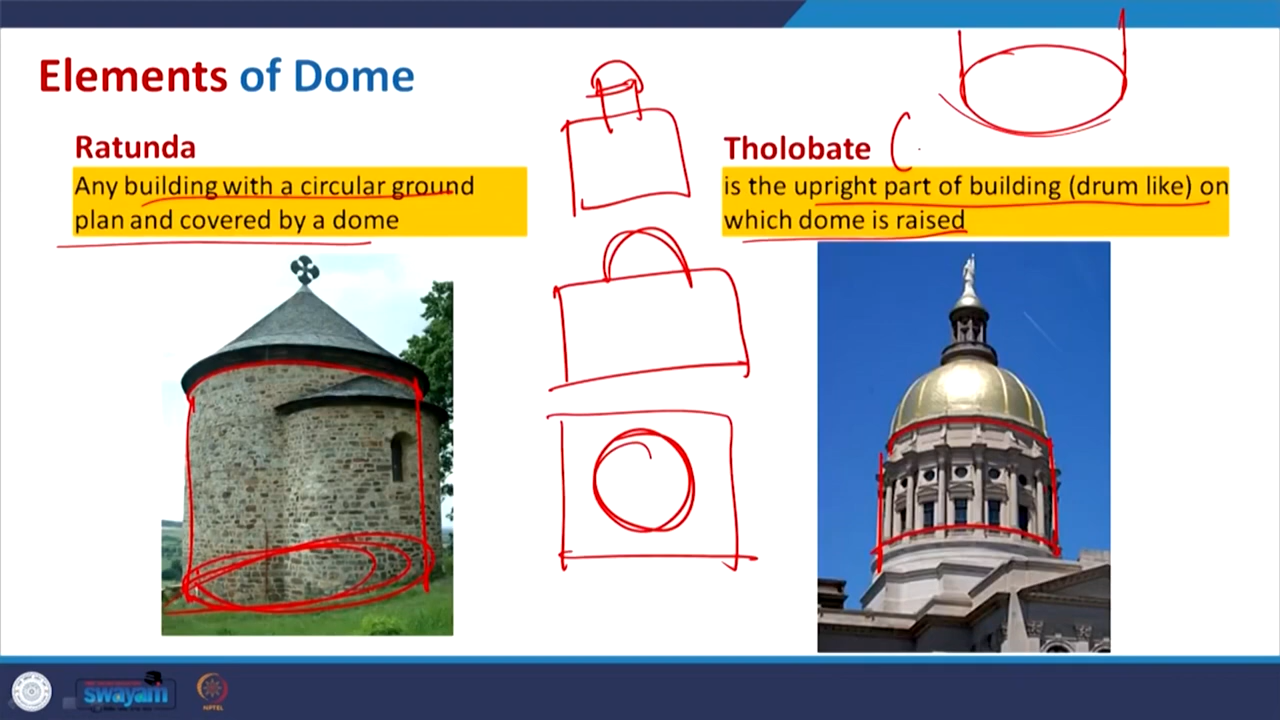 Elements of Dome
Ratunda
Any building with a circular ground
plan and covered by a dome
Tholobate (
is the upright part of building (drum like) on
which dome is raised
swayam
NPTEL